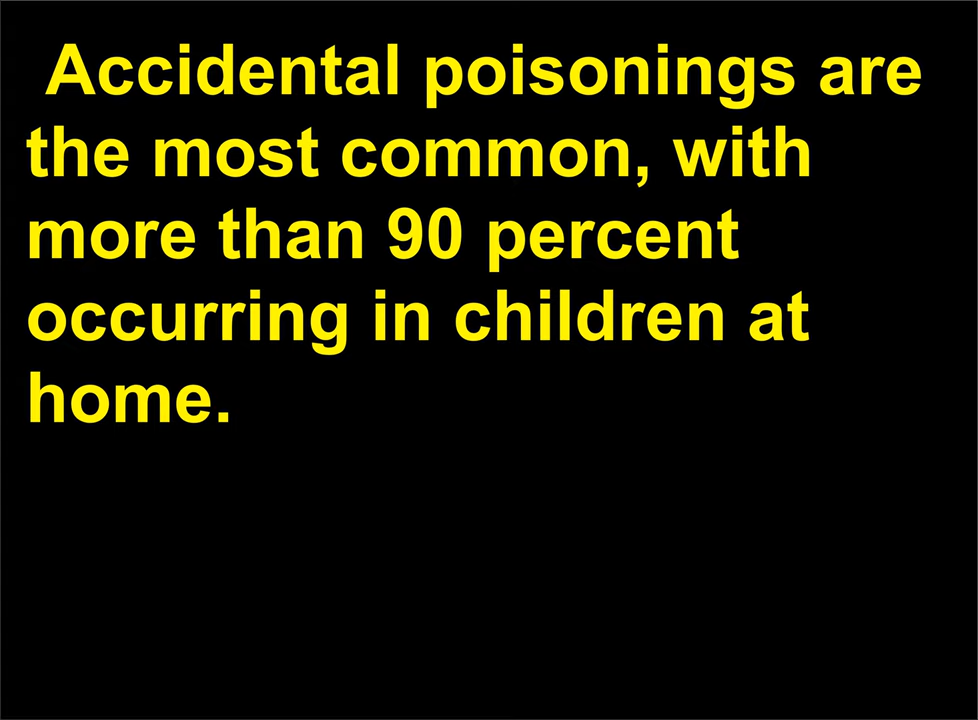 Accidental poisonings are
the most common, with
more than 90 percent
occurring in children at
home.